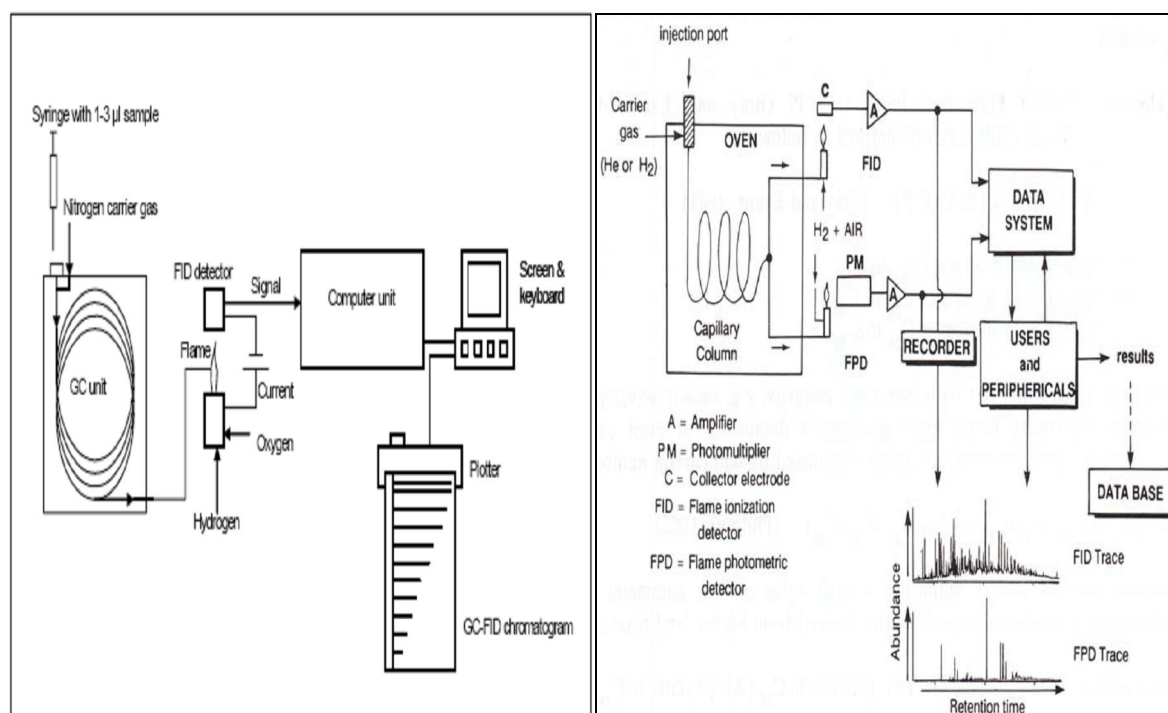 Syringe with 1-3 µl sample
Nitrogen carrier gas
GC unit
FID detector
Signal
Flame
Current
Oxygen
Hydrogen
Computer unit
Screen &
keyboard
Plotter
GC-FID chromatogram
injection port
Carrier
gas
(He or H2)
OVEN
C
A
FID
H2 + AIR
PM
A
FPD
Capillary
Column
DATA
SYSTEM
RECORDER
USERS
and
PERIPHERICALS
results
DATA BASE
A = Amplifier
PM = Photomultiplier
C = Collector electrode
FID = Flame ionization
detector
FPD = Flame photometric
detector
Abundance
FID Trace
FPD Trace
Retention time